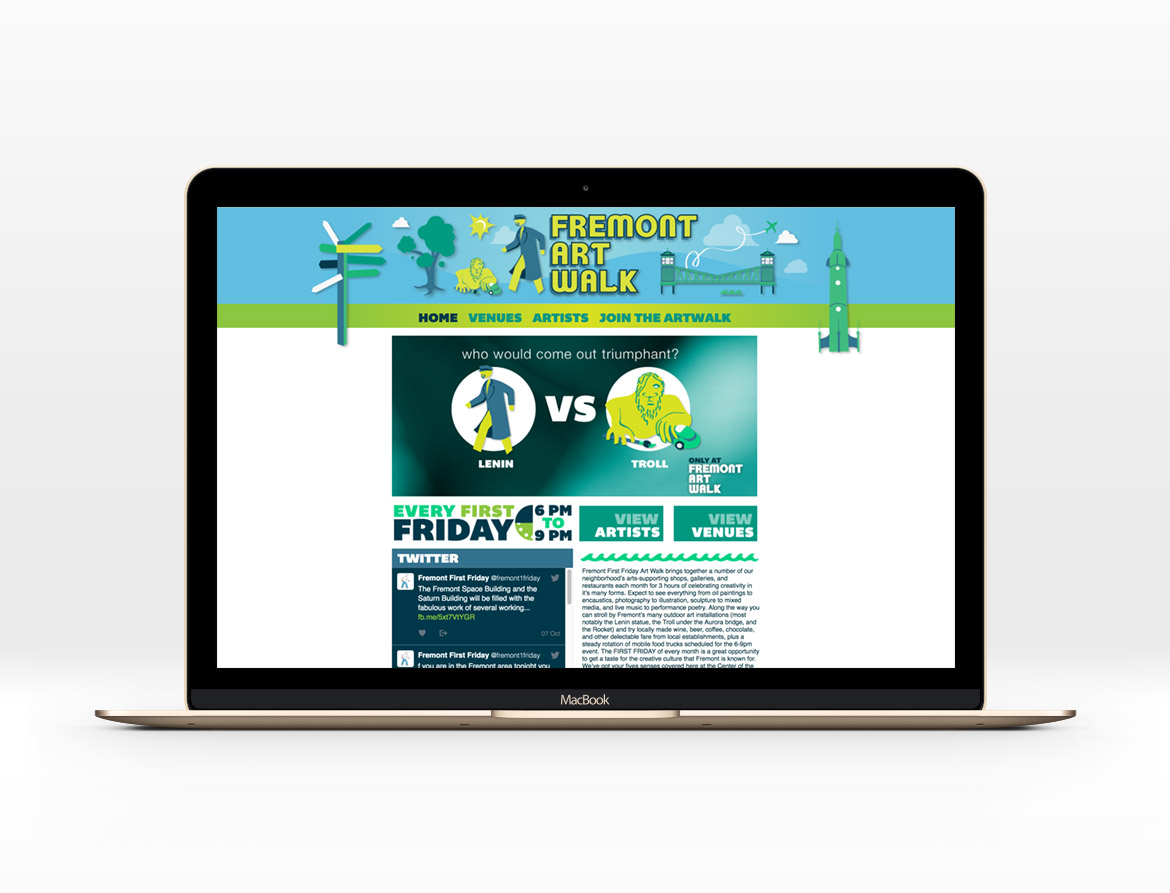 FREMONT
ART
WALK
HOME VENUES ARTISTS JOIN THE ARTWALK
who would come out triumphant?
VS
LENIN
TROLL
ONLY AT
FREMONT
ART
WALK
EVERY FIRST
FRIDAY
6 PM
TO
9 PM
VIEW
ARTISTS
VIEW
VENUES
TWITTER
Fremont First Friday @fremont1friday
The Fremont Space Building and the
Saturn Building will be filled with the
fabulous work of several working...
fb.me/5xt7VtYGR
07 Oct
Fremont First Friday @fremont1friday
f you are in the Fremont area tonight you
Fremont First Friday Art Walk brings together a number of our
neighborhood's arts-supporting shops, galleries, and
restaurants each month for 3 hours of celebrating creativity in
it's many forms. Expect to see everything from oil paintings to
encaustics, photography to illustration, sculpture to mixed
media, and live music to performance poetry. Along the way you
can stroll by Fremont's many outdoor art installations (most
notably the Lenin statue, the Troll under the Aurora bridge, and
the Rocket) and try locally made wine, beer, coffee, chocolate,
and other delectable fare from local establishments, plus a
steady rotation of mobile food trucks scheduled for the 6-9pm
event. The FIRST FRIDAY of every month is a great opportunity
to get a taste for the creative culture that Fremont is known for.
We've got your fives senses covered here at the Center of the
MacBook